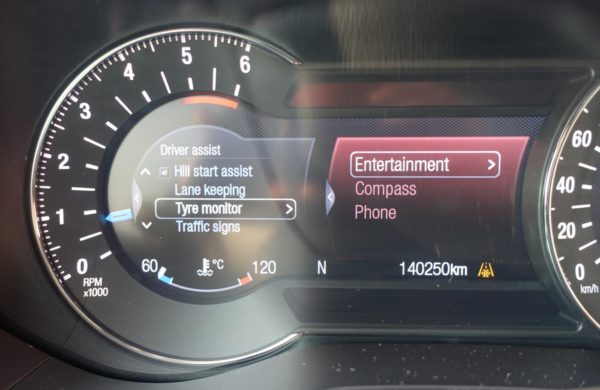 0 1 2 3 4 5 6
RPM
x1000
Driver assist
Hill start assist
Lane keeping
Tyre monitor >
Traffic signs
60 °C 120
Entertainment >
Compass
Phone
N 140250km
60
40
20
0
km/h